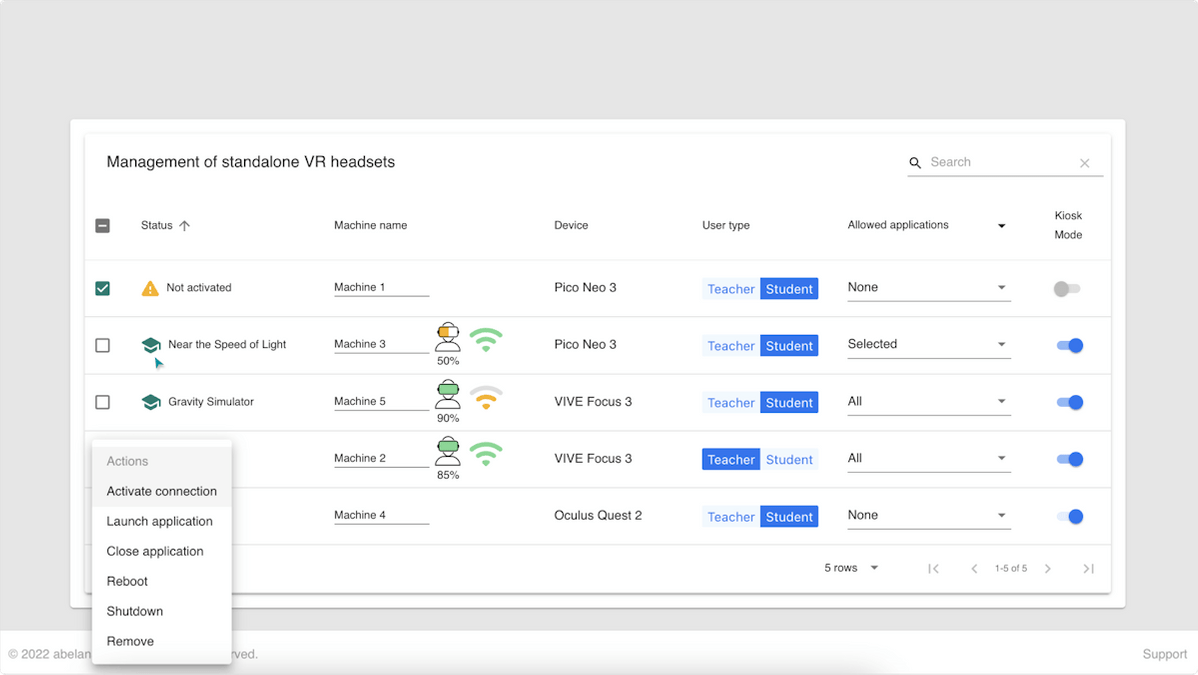 Management of standalone VR headsets
Search
Status
Machine name
Device
User type
Allowed applications
Kiosk
Mode
Not activated
Machine 1
Pico Neo 3
Teacher
Student
None
Near the Speed of Light
Machine 3
50%
Pico Neo 3
Teacher
Student
Selected
Gravity Simulator
Machine 5
90%
VIVE Focus 3
Teacher
Student
All
Machine 2
85%
VIVE Focus 3
Teacher
Student
All
Machine 4
Oculus Quest 2
Teacher
Student
None
Actions
Activate connection
Launch application
Close application
Reboot
Shutdown
Remove
5 rows
1-5 of 5
© 2022
Support